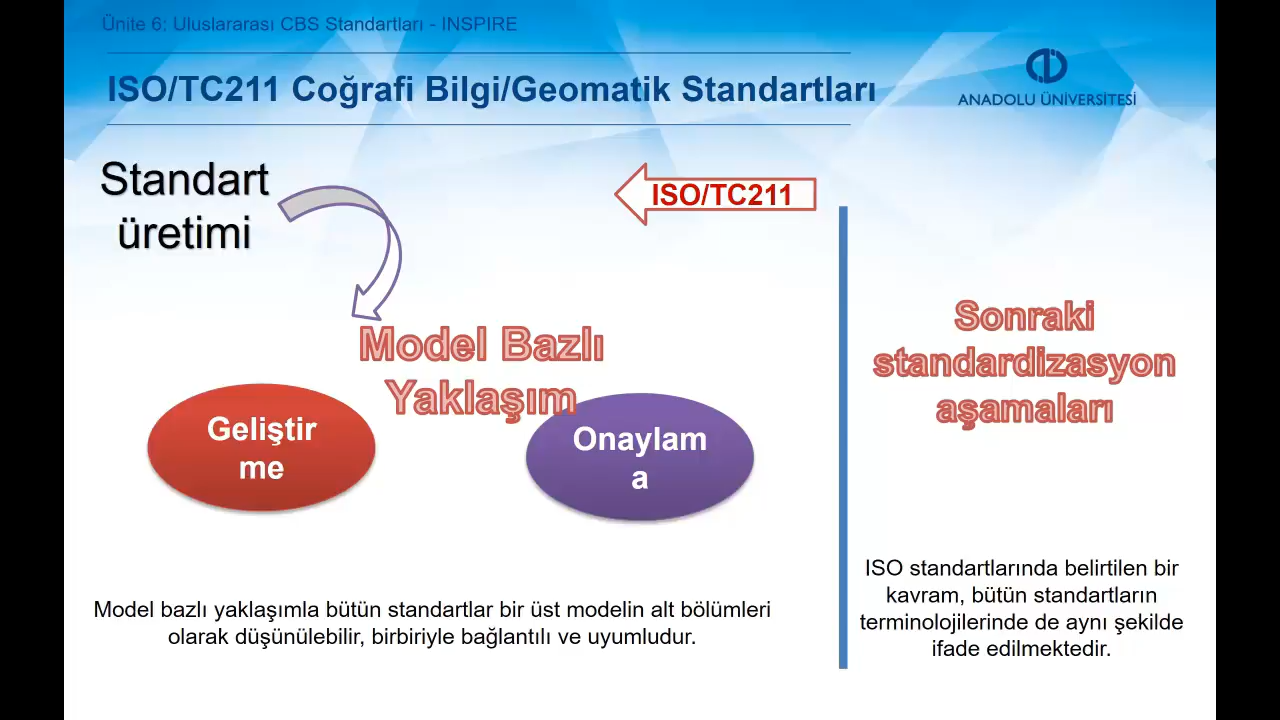 Ünite 6: Uluslararası CBS Standartları - INSPIRE
ISO/TC211 Coğrafi Bilgi/Geomatik Standartları
ANADOLU ÜNİVERSİTESİ
Standart
üretimi
ISO/TC211
Model Bazlı
Yaklaşım
Geliştir
me
Onaylam
a
Model bazlı yaklaşımla bütün standartlar bir üst modelin alt bölümleri
olarak düşünülebilir, birbiriyle bağlantılı ve uyumludur.
Sonraki
standardizasyon
aşamaları
ISO standartlarında belirtilen bir
kavram, bütün standartların
terminolojilerinde de aynı şekilde
ifade edilmektedir.